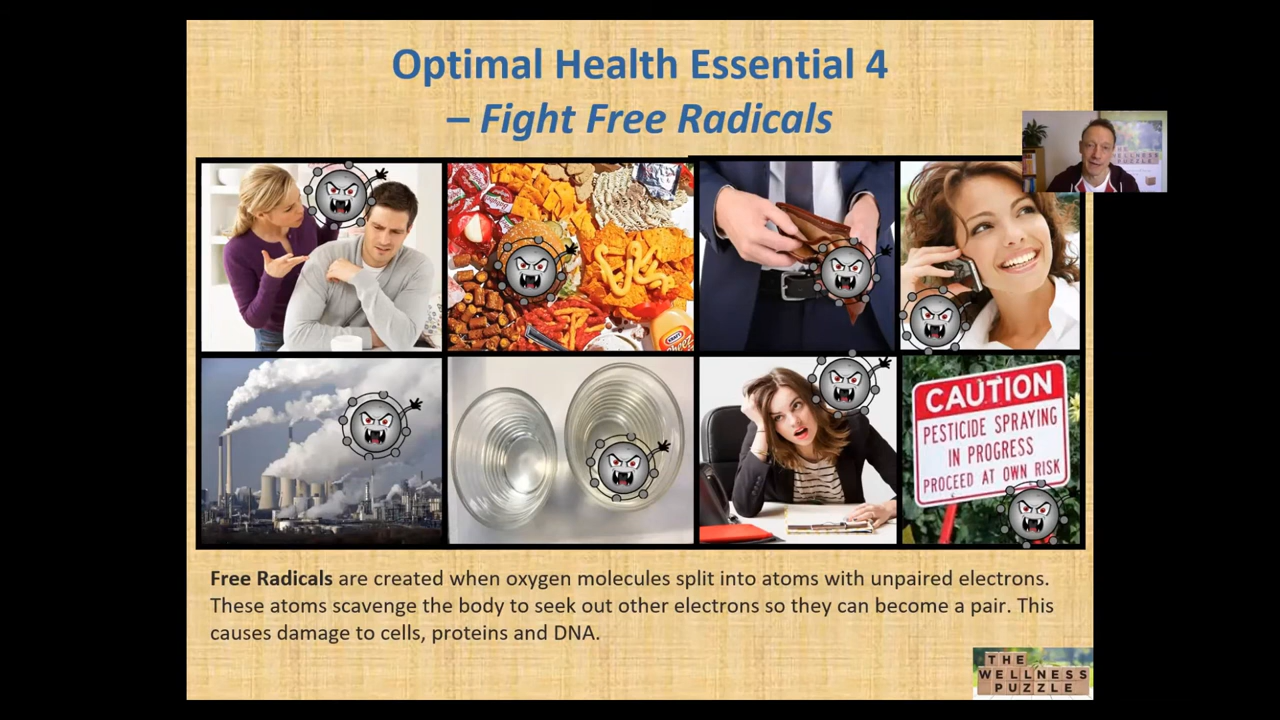 Optimal Health Essential 4
– Fight Free Radicals
CAUTION
PESTICIDE SPRAYING
IN PROGRESS
PROCEED AT OWN RISK
Free Radicals are created when oxygen molecules split into atoms with unpaired electrons.
These atoms scavenge the body to seek out other electrons so they can become a pair. This
causes damage to cells, proteins and DNA.
THE
WELLNESS
PUZZLE